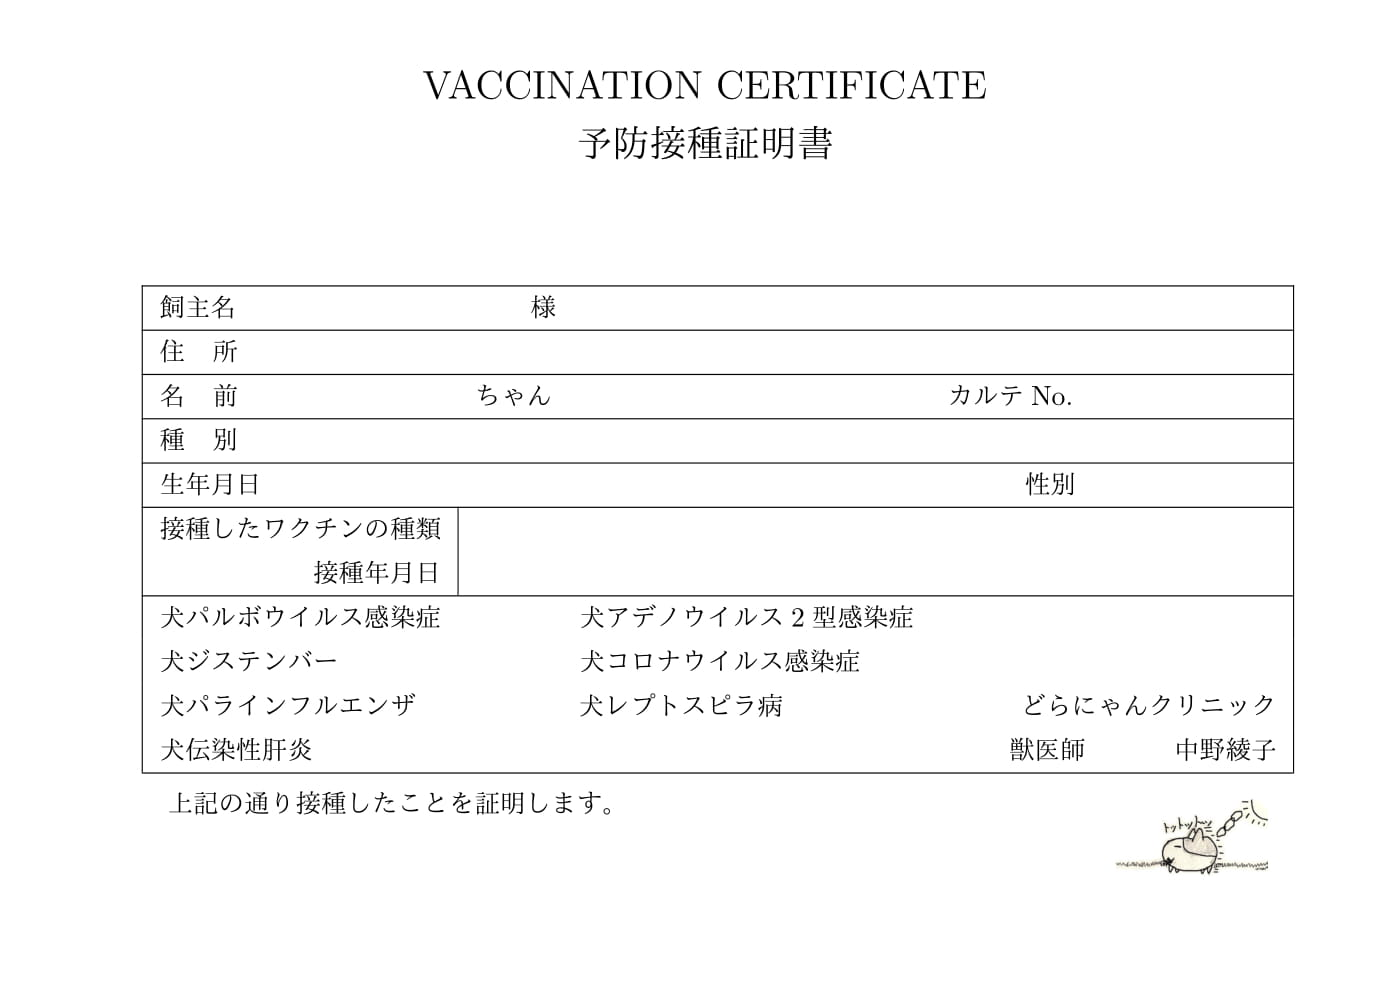 VACCINATION CERTIFICATE
予防接種証明書
飼主名 様
住 所
名 前 ちゃん カルテ No.
種 別
生年月日 性別
接種したワクチンの種類
接種年月日
犬パルボウイルス感染症 犬アデノウイルス 2 型感染症
犬ジステンバー 犬コロナウイルス感染症
犬パラインフルエンザ 犬レプトスピラ病 どらにゃんクリニック
犬伝染性肝炎 獣医師 中野綾子
上記の通り接種したことを証明します。
トットットッ